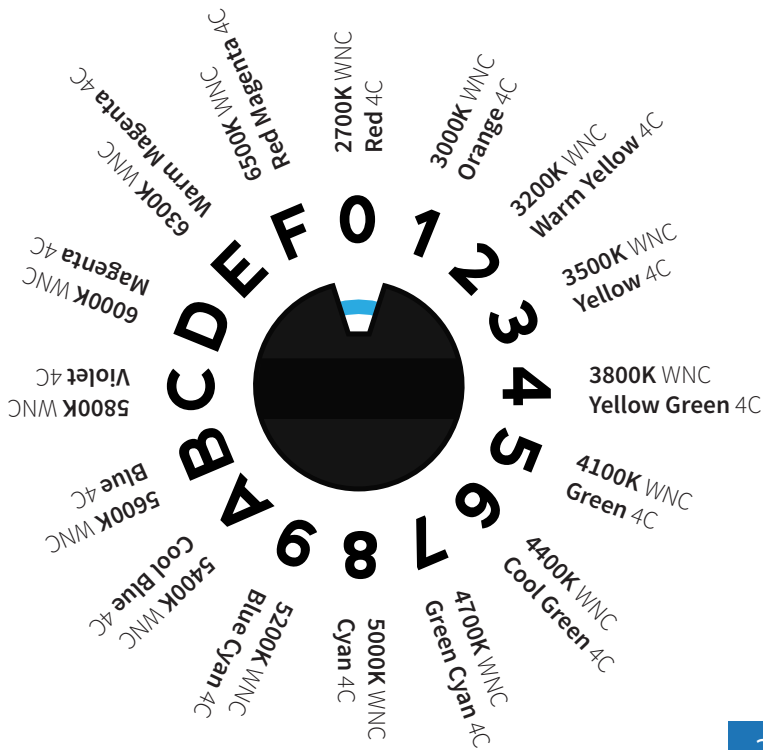 2700K WNC
Red 4C
3000K WNC
Orange 4C
3200K WNC
Warm Yellow 4C
3500K WNC
Yellow 4C
3800K WNC
Yellow Green 4C
4100K WNC
Green 4C
4400K WNC
Cool Green 4C
4700K WNC
Green Cyan 4C
5000K WNC
Cyan 4C
5200K WNC
Blue Cyan 4C
5400K WNC
Cool Blue 4C
5600K WNC
Blue 4C
5800K WNC
Violet 4C
6000K WNC
Magenta 4C
6300K WNC
Warm Magenta 4C
6500K WNC
Red Magenta 4C
0
1
2
3
4
5
6
7
8
9
A
B
C
D
E
F